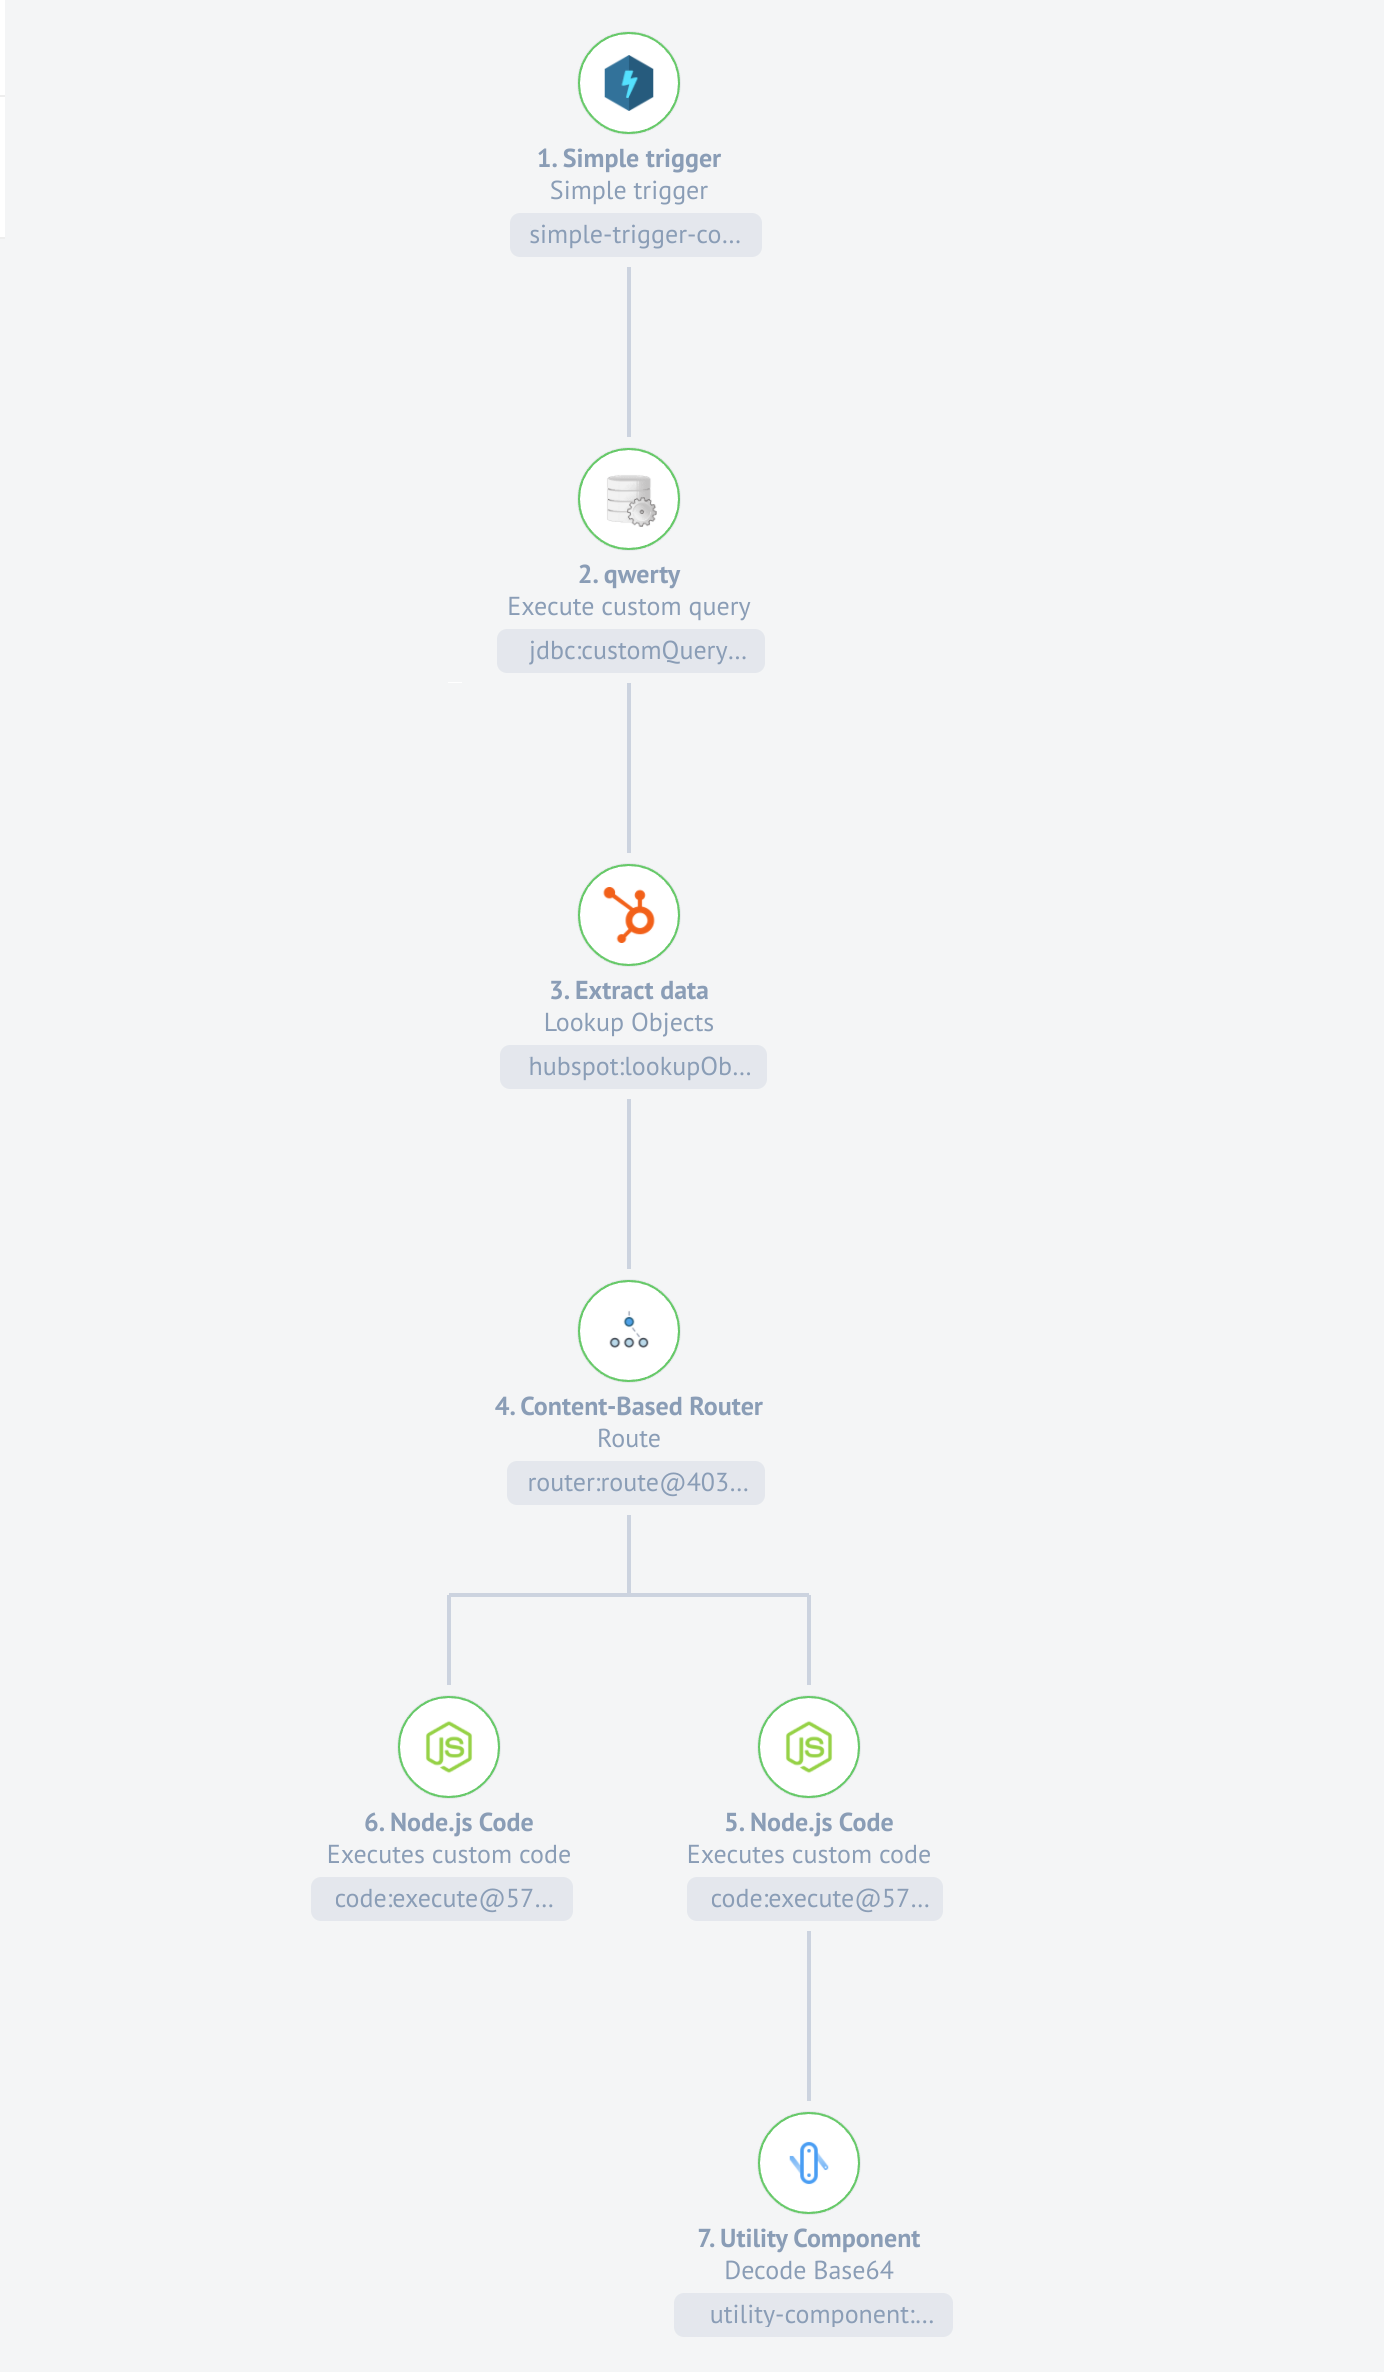 1. Simple trigger
Simple trigger
simple-trigger-co...
2. qwerty
Execute custom query
jdbc:customQuery...
3. Extract data
Lookup Objects
hubspot:lookupOb...
4. Content-Based Router
Route
router:route@403...
JS
6. Node.js Code
Executes custom code
code:execute@57...
JS
5. Node.js Code
Executes custom code
code:execute@57...
7. Utility Component
Decode Base64
utility-component:...